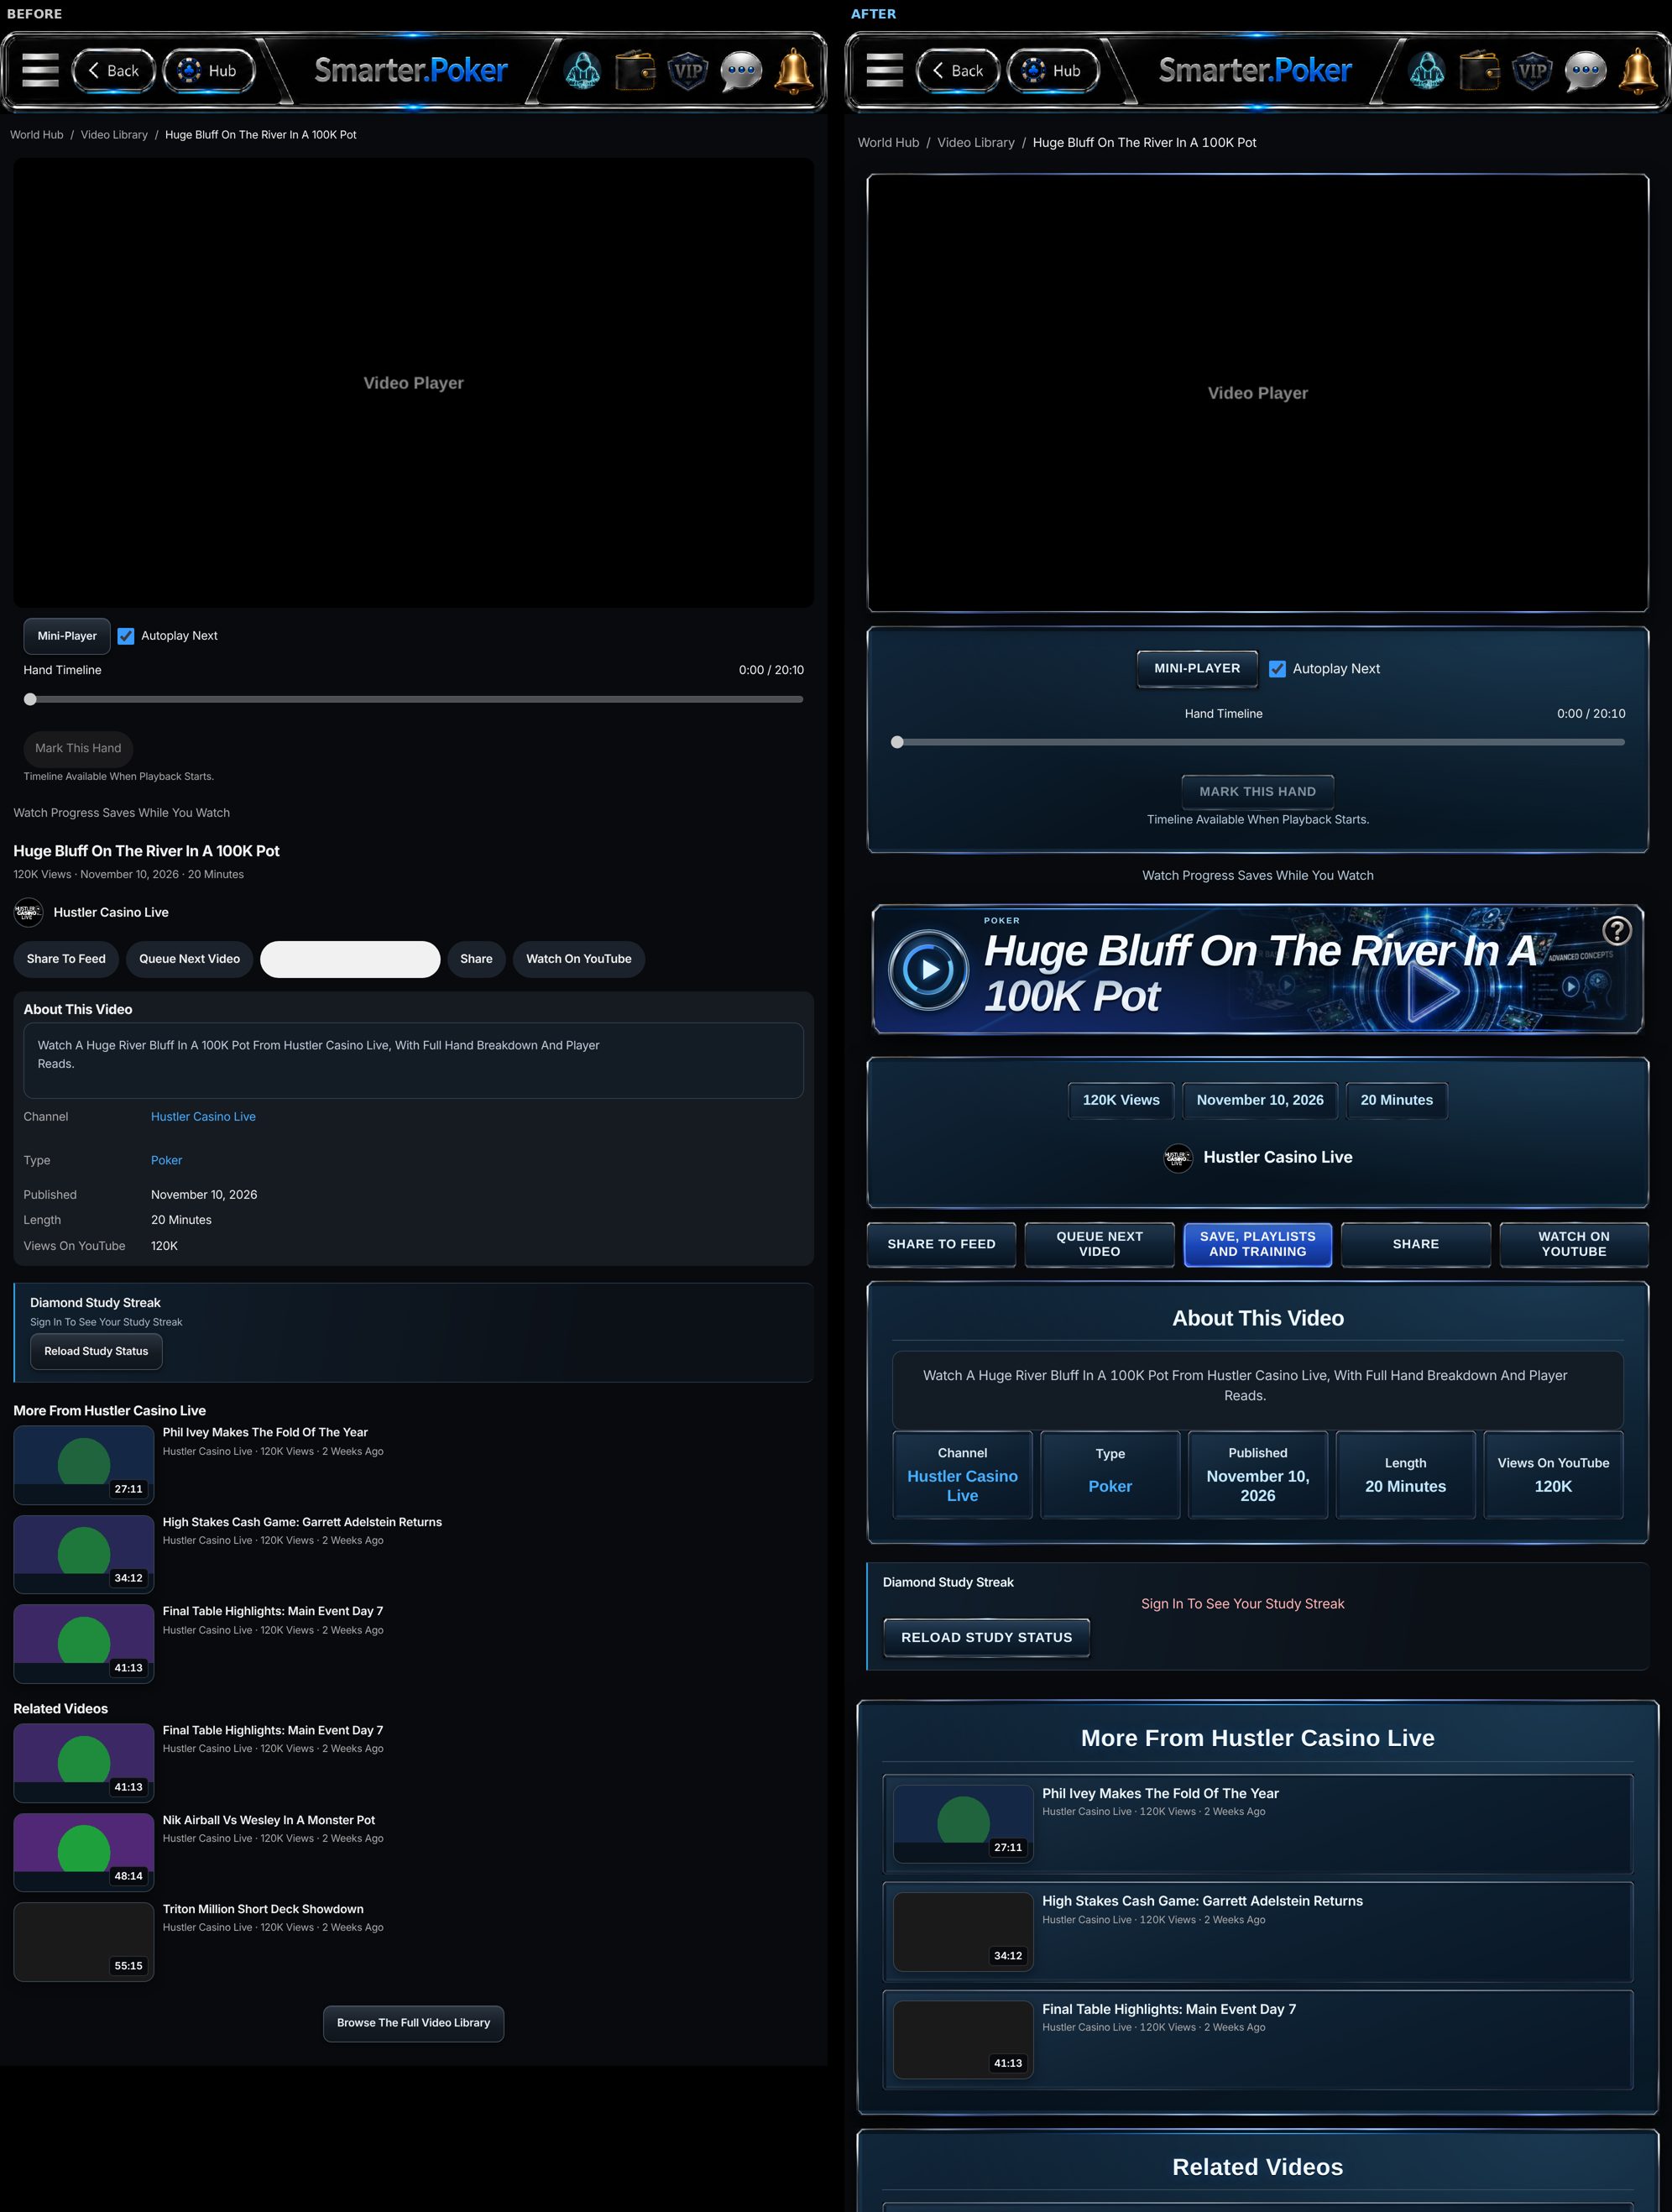 BEFORE
Back
Hub
Smarter.Poker
VIP
World Hub / Video Library / Huge Bluff On The River In A 100K Pot
Video Player
Mini-Player
Autoplay Next
Hand Timeline
0:00 / 20:10
Mark This Hand
Timeline Available When Playback Starts.
Watch Progress Saves While You Watch
Huge Bluff On The River In A 100K Pot
120K Views · November 10, 2026 · 20 Minutes
HUSTLER CASINO LIVE
Hustler Casino Live
Share To Feed
Queue Next Video
Share
Watch On YouTube
About This Video
Watch A Huge River Bluff In A 100K Pot From Hustler Casino Live, With Full Hand Breakdown And Player
Reads.
Channel
Hustler Casino Live
Type
Poker
Published
November 10, 2026
Length
20 Minutes
Views On YouTube
120K
Diamond Study Streak
Sign In To See Your Study Streak
Reload Study Status
More From Hustler Casino Live
Phil Ivey Makes The Fold Of The Year
Hustler Casino Live · 120K Views · 2 Weeks Ago
27:11
High Stakes Cash Game: Garrett Adelstein Returns
Hustler Casino Live · 120K Views · 2 Weeks Ago
34:12
Final Table Highlights: Main Event Day 7
Hustler Casino Live · 120K Views · 2 Weeks Ago
41:13
Related Videos
Final Table Highlights: Main Event Day 7
Hustler Casino Live · 120K Views · 2 Weeks Ago
41:13
Nik Airball Vs Wesley In A Monster Pot
Hustler Casino Live · 120K Views · 2 Weeks Ago
48:14
Triton Million Short Deck Showdown
Hustler Casino Live · 120K Views · 2 Weeks Ago
55:15
Browse The Full Video Library
AFTER
Back
Hub
Smarter.Poker
VIP
World Hub / Video Library / Huge Bluff On The River In A 100K Pot
Video Player
MINI-PLAYER
Autoplay Next
Hand Timeline
0:00 / 20:10
MARK THIS HAND
Timeline Available When Playback Starts.
Watch Progress Saves While You Watch
POKER
Huge Bluff On The River In A
100K Pot
ADVANCED CONCEPTS
?
120K Views
November 10, 2026
20 Minutes
HUSTLER CASINO LIVE
Hustler Casino Live
SHARE TO FEED
QUEUE NEXT
VIDEO
SAVE, PLAYLISTS
AND TRAINING
SHARE
WATCH ON
YOUTUBE
About This Video
Watch A Huge River Bluff In A 100K Pot From Hustler Casino Live, With Full Hand Breakdown And Player
Reads.
Channel
Hustler Casino
Live
Type
Poker
Published
November 10,
2026
Length
20 Minutes
Views On YouTube
120K
Diamond Study Streak
Sign In To See Your Study Streak
RELOAD STUDY STATUS
More From Hustler Casino Live
Phil Ivey Makes The Fold Of The Year
Hustler Casino Live · 120K Views · 2 Weeks Ago
27:11
High Stakes Cash Game: Garrett Adelstein Returns
Hustler Casino Live · 120K Views · 2 Weeks Ago
34:12
Final Table Highlights: Main Event Day 7
Hustler Casino Live · 120K Views · 2 Weeks Ago
41:13
Related Videos